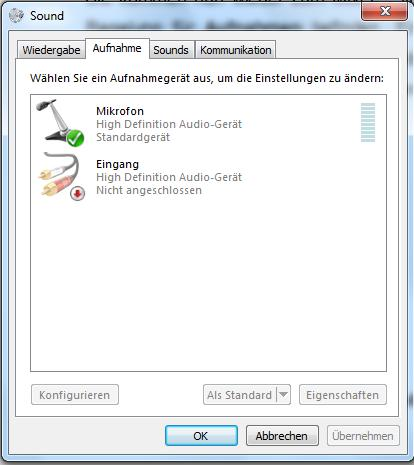 Sound
Wiedergabe Aufnahme Sounds Kommunikation
Wählen Sie ein Aufnahmegerät aus, um die Einstellungen zu ändern:
Mikrofon
High Definition Audio-Gerät
Standardgerät
Eingang
High Definition Audio-Gerät
Nicht angeschlossen
Konfigurieren Als Standard Eigenschaften
OK Abbrechen Übernehmen